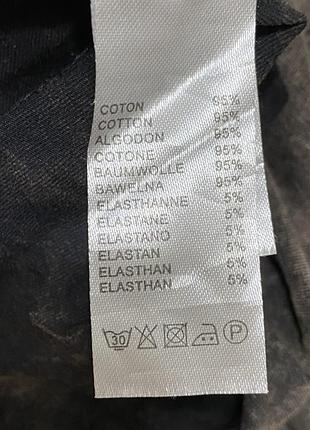 COTON 95%
COTTON 95%
ALGODON 95%
COTONE 95%
BAUMWOLLE 95%
BAWELNA 95%
ELASTHANNE 5%
ELASTANE 5%
ELASTANO 5%
ELASTAN 5%
ELASTHAN 5%
ELASTHAN 5%
30 P